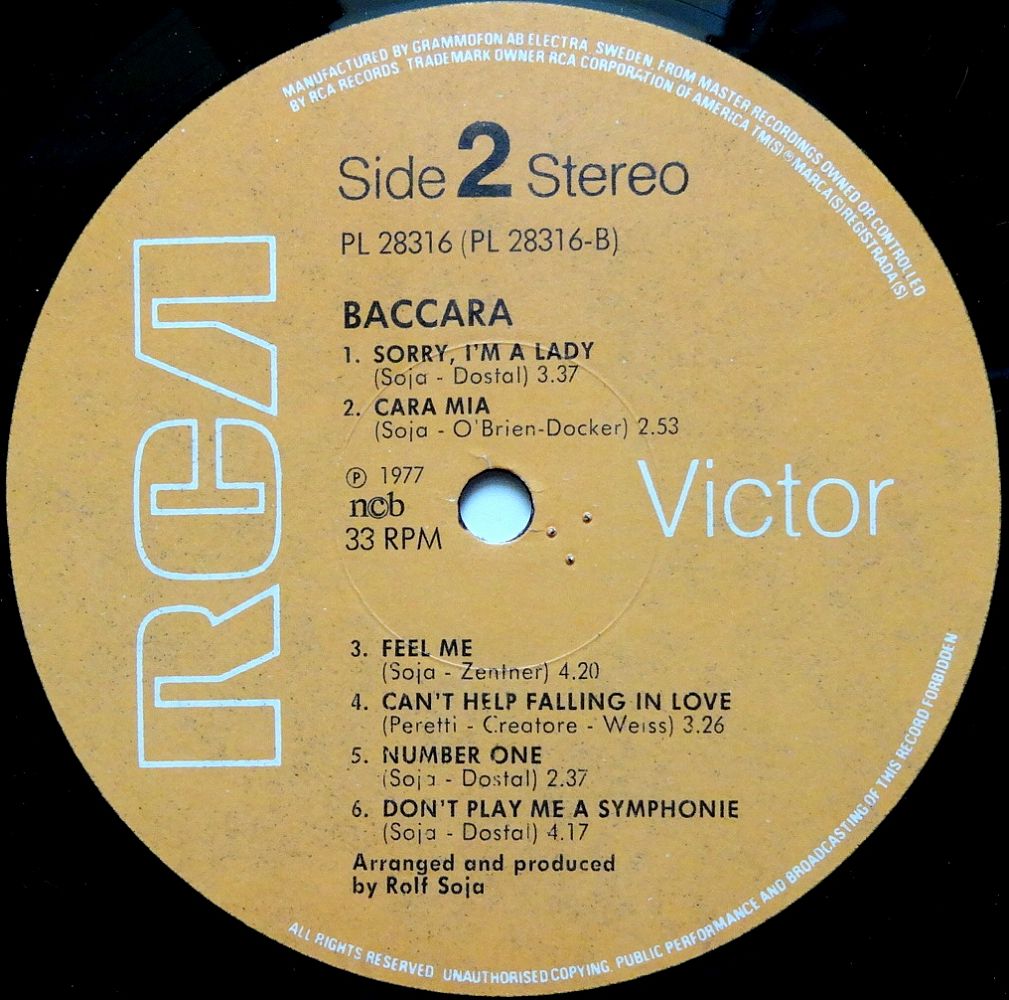 MANUFACTURED BY GRAMMOFON AB ELECTRA, SWEDEN, FROM MASTER RECORDINGS OWNED OR CONTROLLED
BY RCA RECORDS. TRADEMARK OWNER RCA CORPORATION OF AMERICA TM(S) ® MARCA(S) REGISTRADA(S)
Side 2 Stereo
PL 28316 (PL 28316-B)
BACCARA
1. SORRY, I'M A LADY
(Soja - Dostal) 3.37
2. CARA MIA
(Soja - O'Brien-Docker) 2.53
℗ 1977
ncb
33 RPM
RCA
Victor
3. FEEL ME
(Soja - Zentner) 4.20
4. CAN'T HELP FALLING IN LOVE
(Peretti - Creatore - Weiss) 3.26
5. NUMBER ONE
(Soja - Dostal) 2.37
6. DON'T PLAY ME A SYMPHONIE
(Soja - Dostal) 4.17
Arranged and produced
by Rolf Soja
ALL RIGHTS RESERVED. UNAUTHORISED COPYING, PUBLIC PERFORMANCE AND BROADCASTING OF THIS RECORD FORBIDDEN